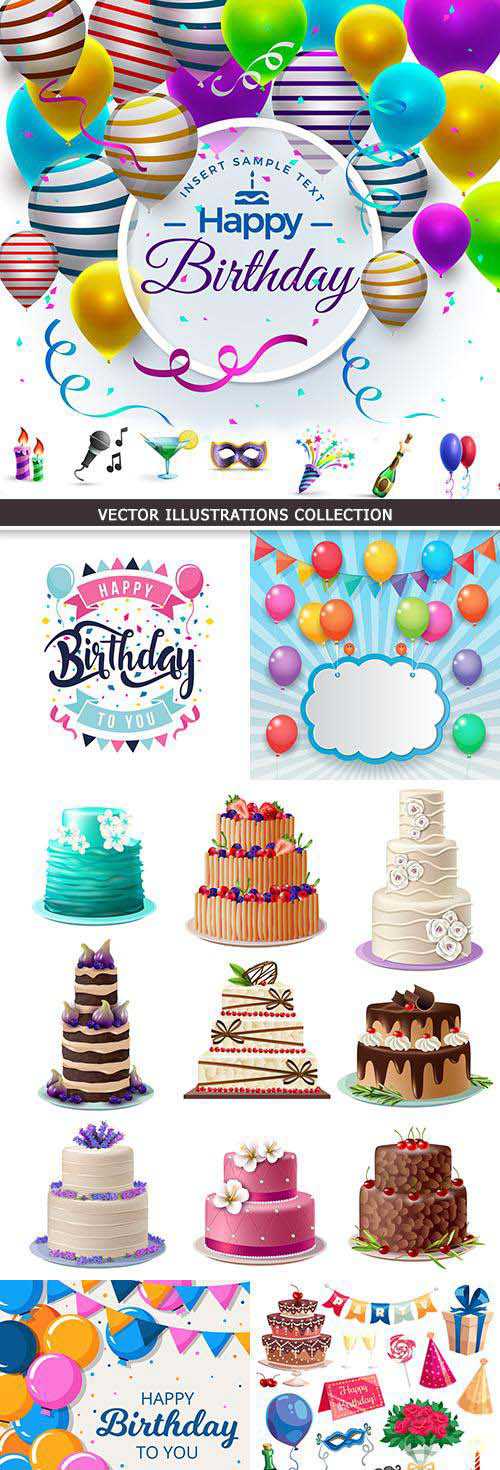 INSERT SAMPLE TEXT
Happy
Birthday
VECTOR ILLUSTRATIONS COLLECTION
HAPPY
Birthday
TO YOU
HAPPY
Birthday
TO YOU
PARTY
Happy
Birthday!